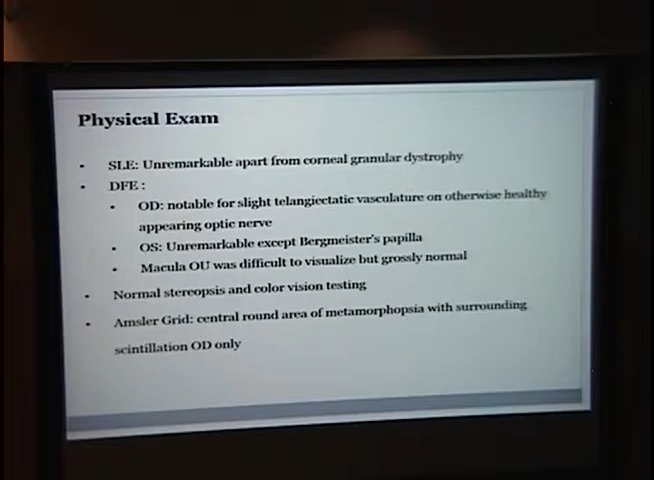 Physical Exam
• SLE: Unremarkable apart from corneal granular dystrophy
• DFE :
• OD: notable for slight telangiectatic vasculature on otherwise healthy
appearing optic nerve
• OS: Unremarkable except Bergmeister's papilla
• Macula OU was difficult to visualize but grossly normal
• Normal stereopsis and color vision testing
• Amsler Grid: central round area of metamorphopsia with surrounding
scintillation OD only